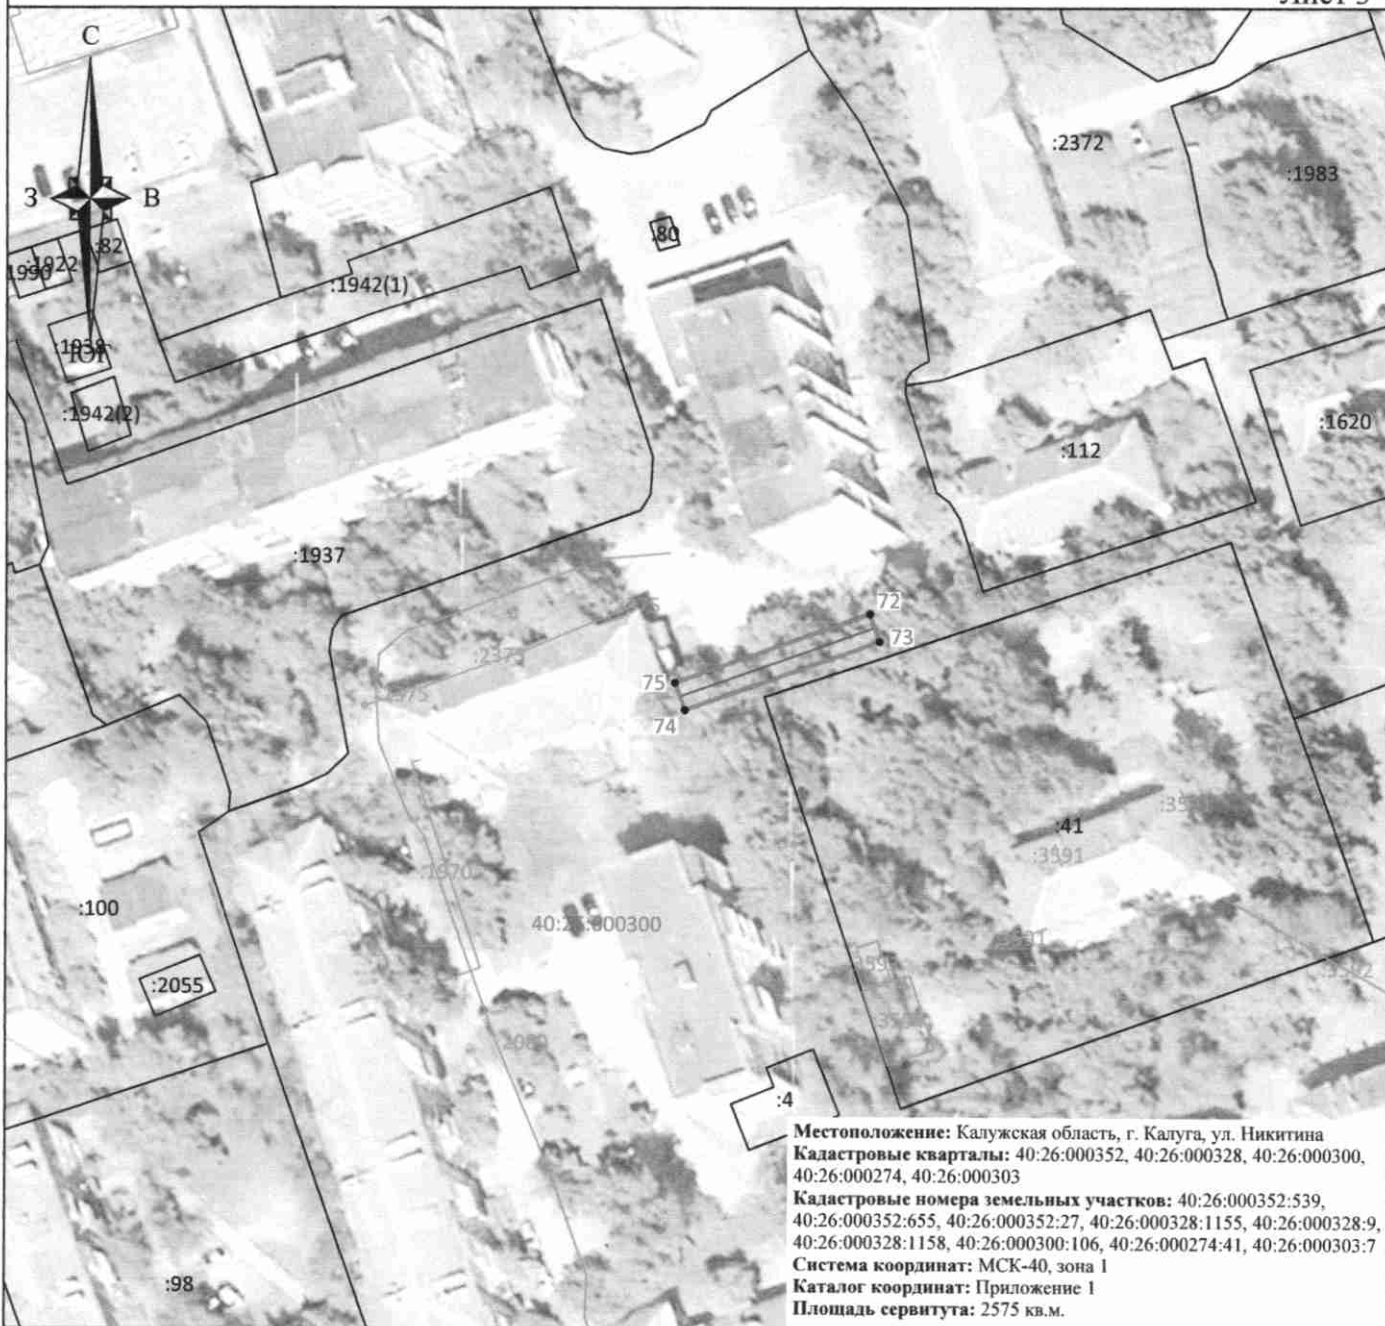 С
З
В
ЮГ
:2372
:1983
:80
:82
:1922
1990
:1942(1)
:1938
:1942(2)
:1620
:112
:1937
72
73
75
74
:41
:3591
:100
40:26:000300
:2055
:4
:98
Местоположение: Калужская область, г. Калуга, ул. Никитина
Кадастровые кварталы: 40:26:000352, 40:26:000328, 40:26:000300,
40:26:000274, 40:26:000303
Кадастровые номера земельных участков: 40:26:000352:539,
40:26:000352:655, 40:26:000352:27, 40:26:000328:1155, 40:26:000328:9,
40:26:000328:1158, 40:26:000300:106, 40:26:000274:41, 40:26:000303:7
Система координат: МСК-40, зона 1
Каталог координат: Приложение 1
Площадь сервитута: 2575 кв.м.